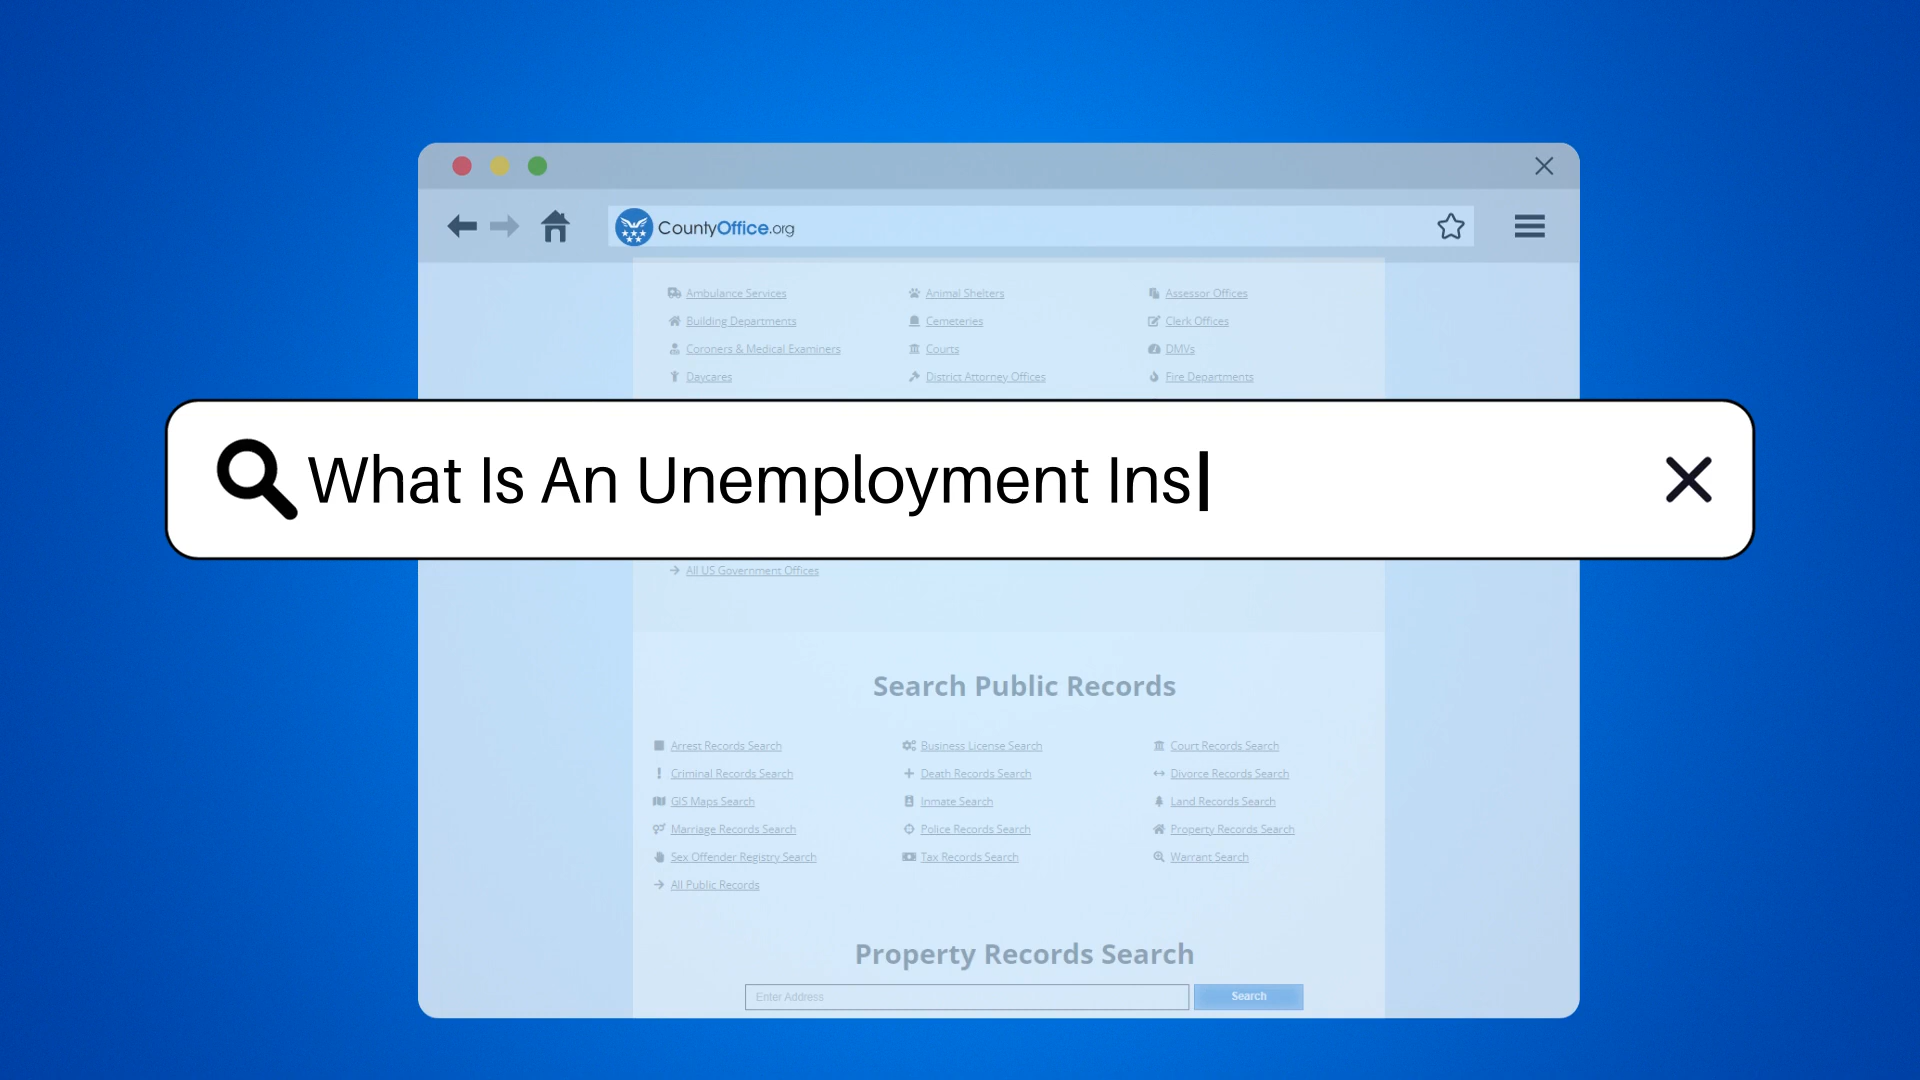 CountyOffice.org
Ambulance Services Animal Shelters Assessor Offices
Building Departments Cemeteries Clerk Offices
Coroners & Medical Examiners Courts DMVs
Daycares District Attorney Offices Fire Departments
What Is An Unemployment Ins
All US Government Offices
Search Public Records
Arrest Records Search Business License Search Court Records Search
Criminal Records Search Death Records Search Divorce Records Search
GIS Maps Search Inmate Search Land Records Search
Marriage Records Search Police Records Search Property Records Search
Sex Offender Registry Search Tax Records Search Warrant Search
All Public Records
Property Records Search
Enter Address Search